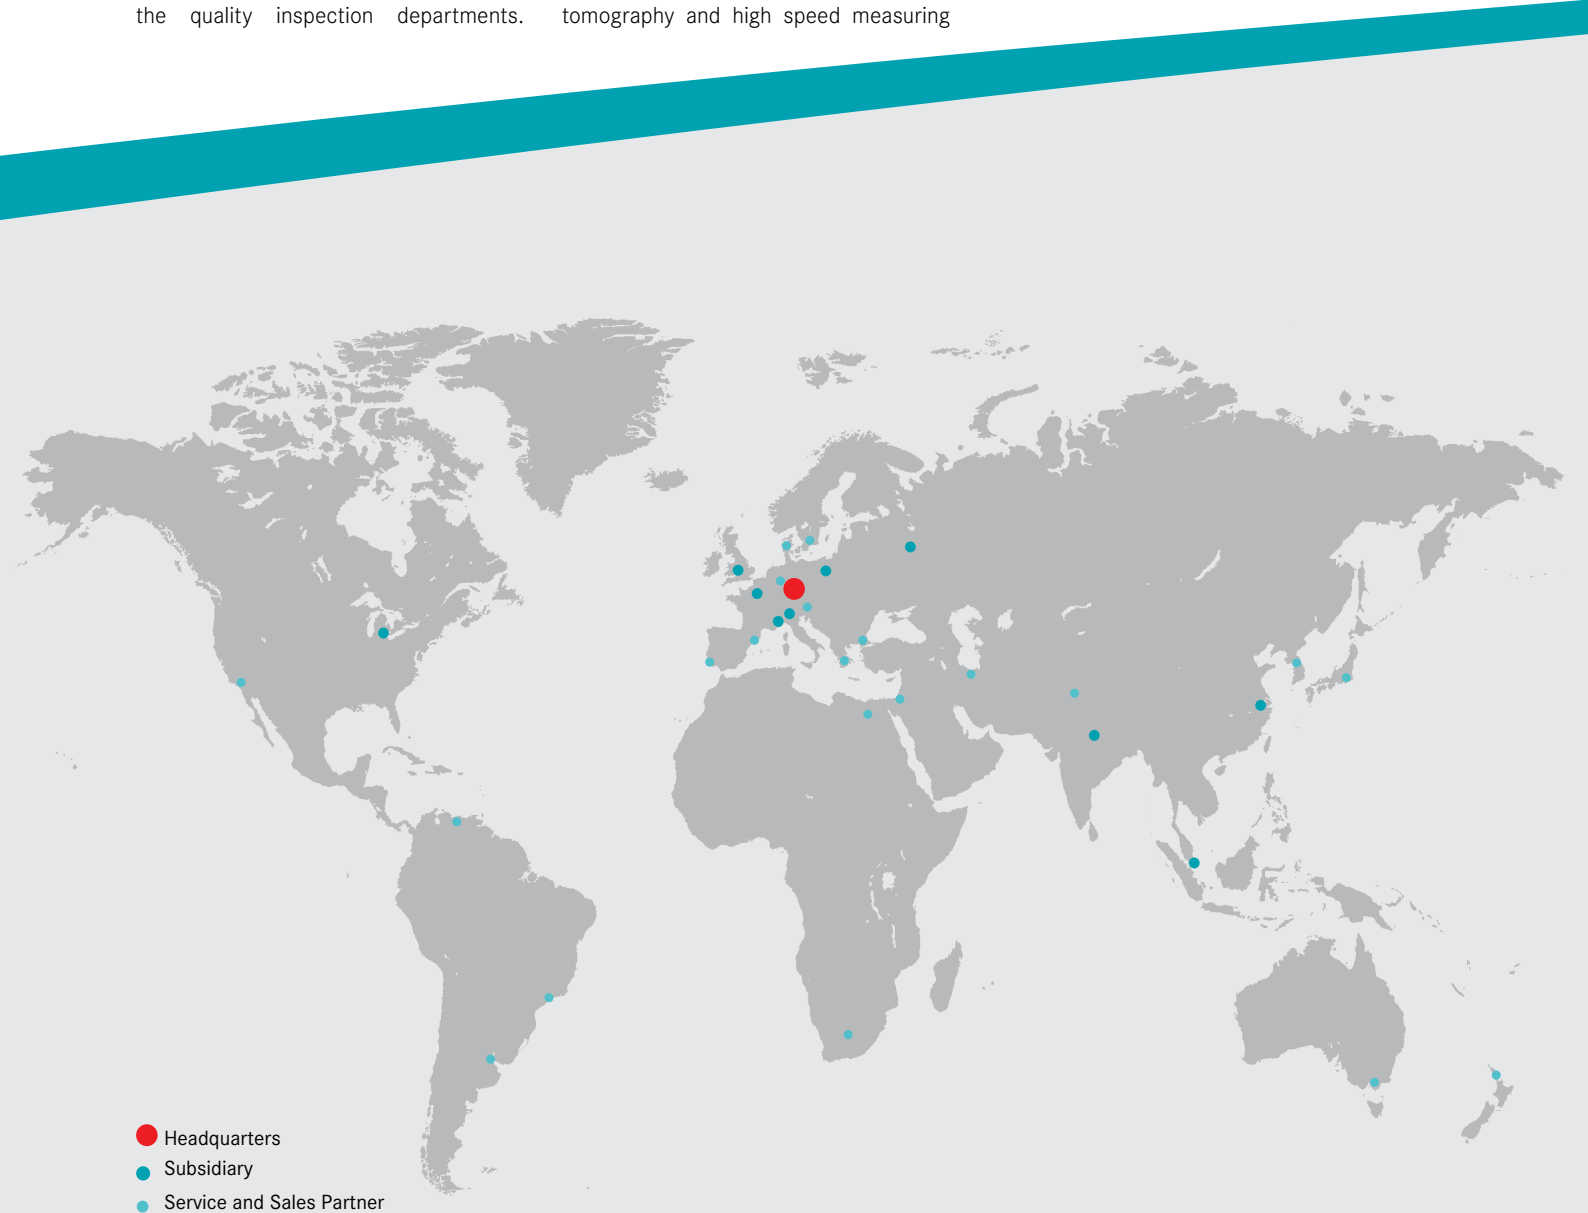 the quality inspection departments.
tomography and high speed measuring
Headquarters
Subsidiary
Service and Sales Partner